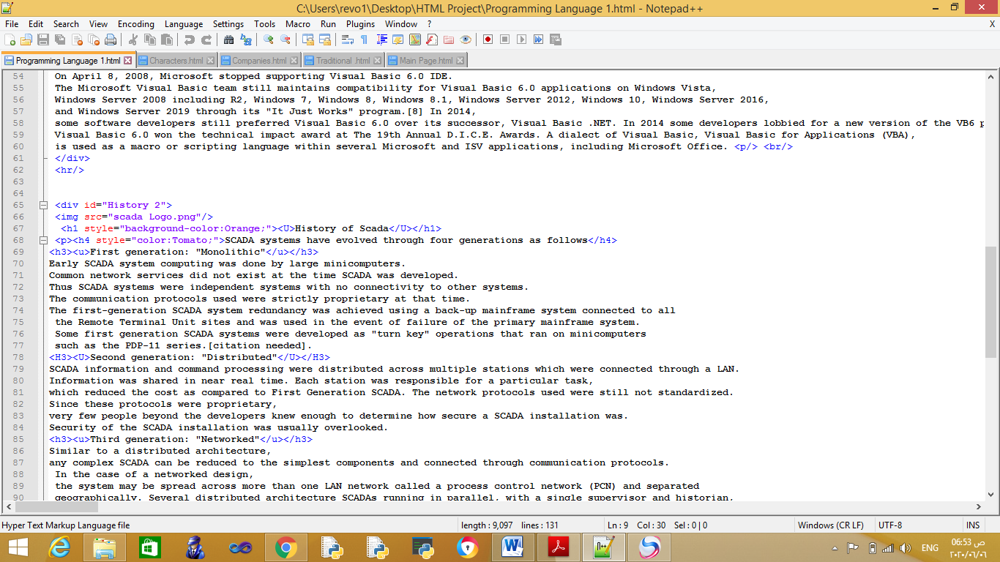 C:\Users\revo1\Desktop\HTML Project\Programming Language 1.html - Notepad++
File Edit Search View Encoding Language Settings Tools Macro Run Plugins Window ? X
Programming Language 1.html Characters.html Companies.html Traditional .html Main Page.html
54 On April 8, 2008, Microsoft stopped supporting Visual Basic 6.0 IDE.
55 The Microsoft Visual Basic team still maintains compatibility for Visual Basic 6.0 applications on Windows Vista,
56 Windows Server 2008 including R2, Windows 7, Windows 8, Windows 8.1, Windows Server 2012, Windows 10, Windows Server 2016,
57 and Windows Server 2019 through its "It Just Works" program.[8] In 2014,
58 some software developers still preferred Visual Basic 6.0 over its successor, Visual Basic .NET. In 2014 some developers lobbied for a new version of the VB6 p
59 Visual Basic 6.0 won the technical impact award at The 19th Annual D.I.C.E. Awards. A dialect of Visual Basic, Visual Basic for Applications (VBA),
60 is used as a macro or scripting language within several Microsoft and ISV applications, including Microsoft Office. <p/> <br/>
61 </div>
62 <hr/>
63
64
65 <div id="History 2">
66 <img src="scada Logo.png"/>
67 <h1 style="background-color:Orange;"><U>History of Scada</U></h1>
68 <p><h4 style="color:Tomato;">SCADA systems have evolved through four generations as follows</h4>
69 <h3><u>First generation: "Monolithic"</u></h3>
70 Early SCADA system computing was done by large minicomputers.
71 Common network services did not exist at the time SCADA was developed.
72 Thus SCADA systems were independent systems with no connectivity to other systems.
73 The communication protocols used were strictly proprietary at that time.
74 The first-generation SCADA system redundancy was achieved using a back-up mainframe system connected to all
75 the Remote Terminal Unit sites and was used in the event of failure of the primary mainframe system.
76 Some first generation SCADA systems were developed as "turn key" operations that ran on minicomputers
77 such as the PDP-11 series.[citation needed].
78 <H3><U>Second generation: "Distributed"</U></H3>
79 SCADA information and command processing were distributed across multiple stations which were connected through a LAN.
80 Information was shared in near real time. Each station was responsible for a particular task,
81 which reduced the cost as compared to First Generation SCADA. The network protocols used were still not standardized.
82 Since these protocols were proprietary,
83 very few people beyond the developers knew enough to determine how secure a SCADA installation was.
84 Security of the SCADA installation was usually overlooked.
85 <h3><u>Third generation: "Networked"</u></h3>
86 Similar to a distributed architecture,
87 any complex SCADA can be reduced to the simplest components and connected through communication protocols.
88 In the case of a networked design,
89 the system may be spread across more than one LAN network called a process control network (PCN) and separated
90 geographically. Several distributed architecture SCADAs running in parallel, with a single supervisor and historian,
Hyper Text Markup Language file length : 9,097 lines : 131 Ln : 9 Col : 30 Sel : 0 | 0 Windows (CR LF) UTF-8 INS
ENG
06:53 ص
٢٠٢٠/٠٦/٠٦